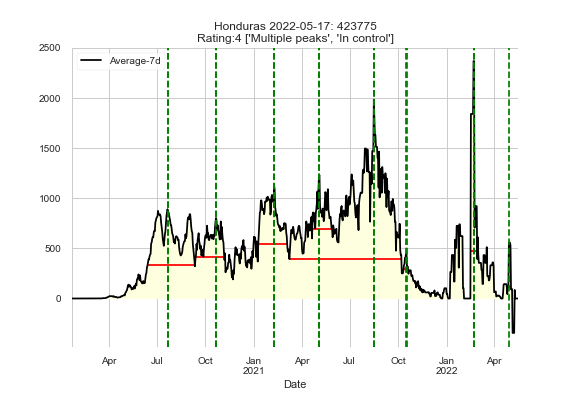 Honduras 2022-05-17: 423775
Rating:4 ['Multiple peaks', 'In control']
2500
2000
1500
1000
500
0
Average-7d
Apr Jul Oct Jan Apr Jul Oct Jan Apr
2021 2022
Date